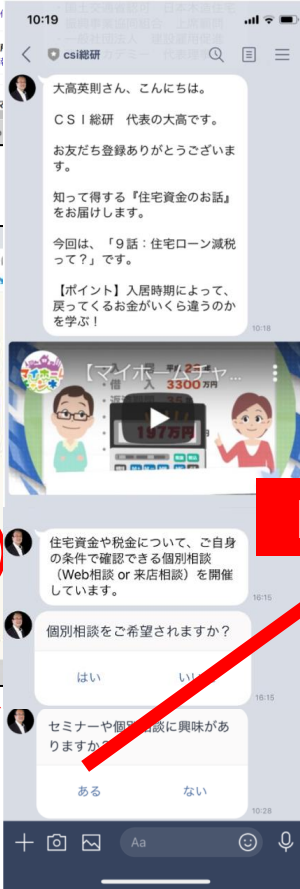 10:19
csi総研
大高英則さん、こんにちは。
ＣＳＩ総研　代表の大高です。
お友だち登録ありがとうございま
す。
知って得する『住宅資金のお話』
をお届けします。
今回は、「９話：住宅ローン減税
って？」です。
【ポイント】入居時期によって、
戻ってくるお金がいくら違うのか
を学ぶ！
10:18
【マイホームチャ...
借　入　3300万円
197万円
住宅資金や税金について、ご自身
の条件で確認できる個別相談
（Web相談 or 来店相談）を開催
しています。
16:15
個別相談をご希望されますか？
はい
16:15
セミナーや個別相談に興味があ
りますか？
ある
ない
10:28
Aa